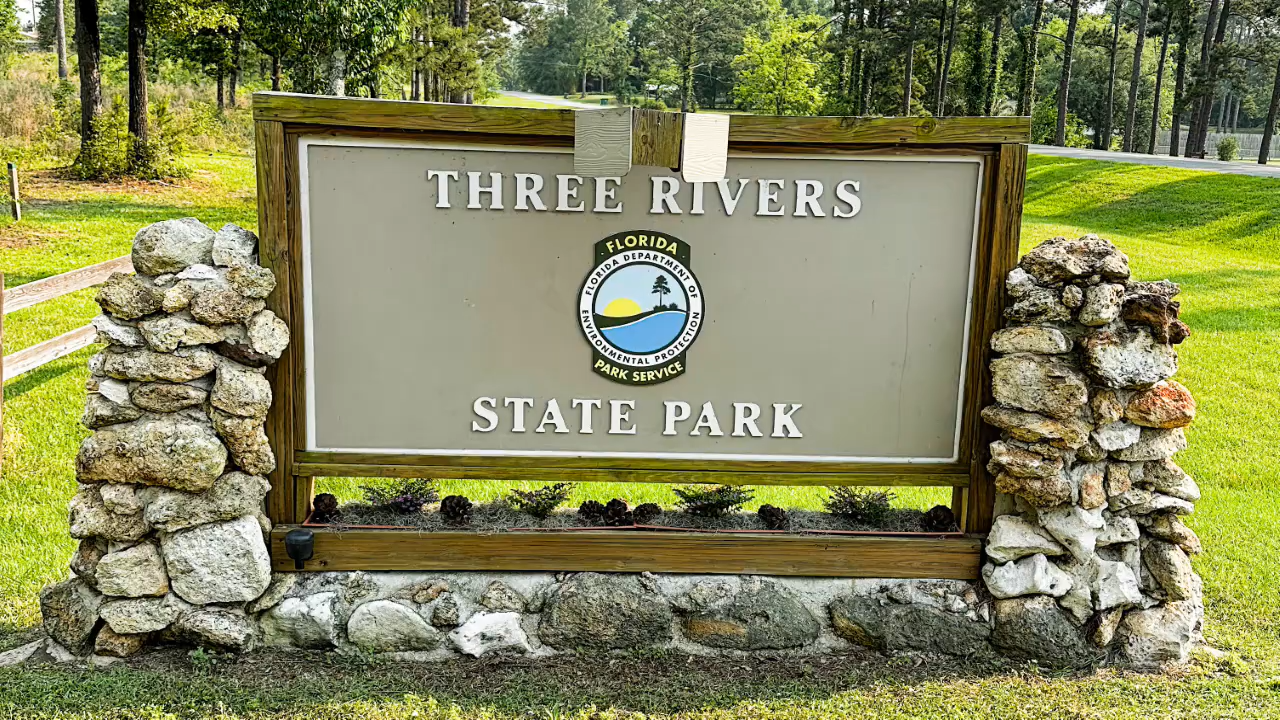 THREE RIVERS
FLORIDA
FLORIDA DEPARTMENT OF
ENVIRONMENTAL PROTECTION
PARK SERVICE
STATE PARK